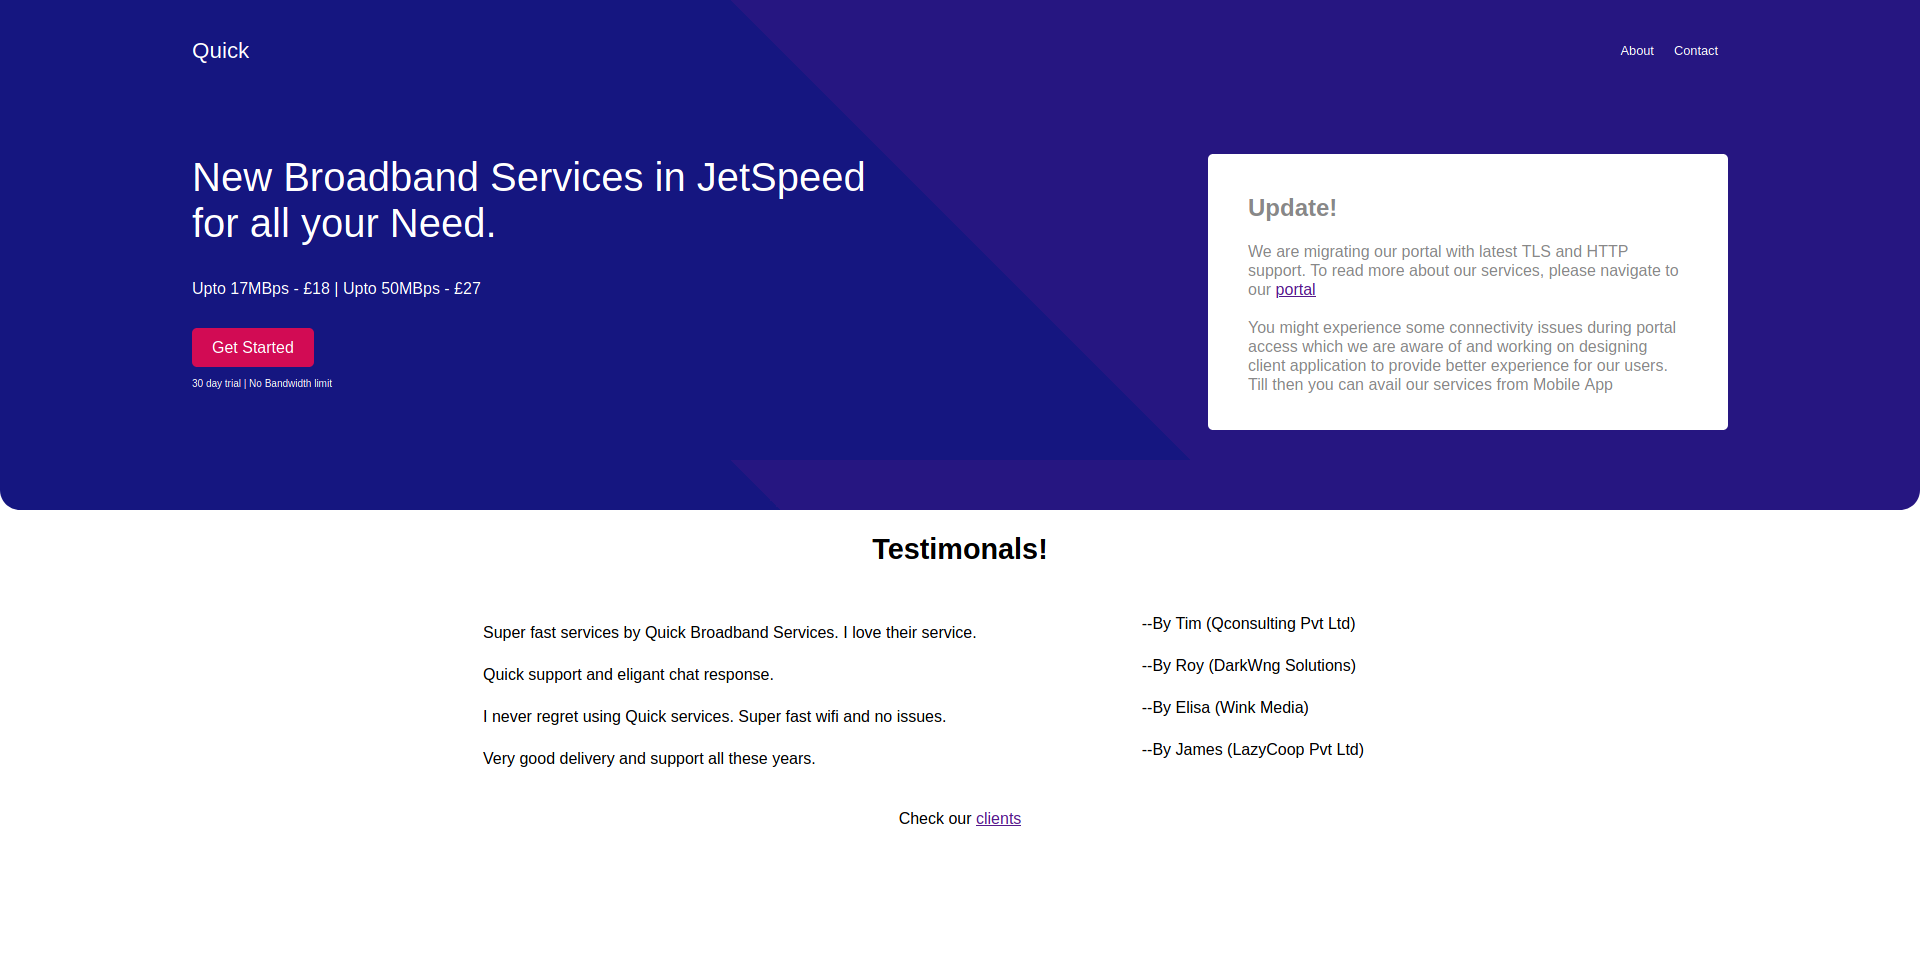 Quick
About Contact
New Broadband Services in JetSpeed
for all your Need.
Upto 17MBps - £18 | Upto 50MBps - £27
Get Started
30 day trial | No Bandwidth limit
Update!
We are migrating our portal with latest TLS and HTTP
support. To read more about our services, please navigate to
our portal
You might experience some connectivity issues during portal
access which we are aware of and working on designing
client application to provide better experience for our users.
Till then you can avail our services from Mobile App
Testimonals!
Super fast services by Quick Broadband Services. I love their service.
--By Tim (Qconsulting Pvt Ltd)
Quick support and eligant chat response.
--By Roy (DarkWng Solutions)
I never regret using Quick services. Super fast wifi and no issues.
--By Elisa (Wink Media)
Very good delivery and support all these years.
--By James (LazyCoop Pvt Ltd)
Check our clients